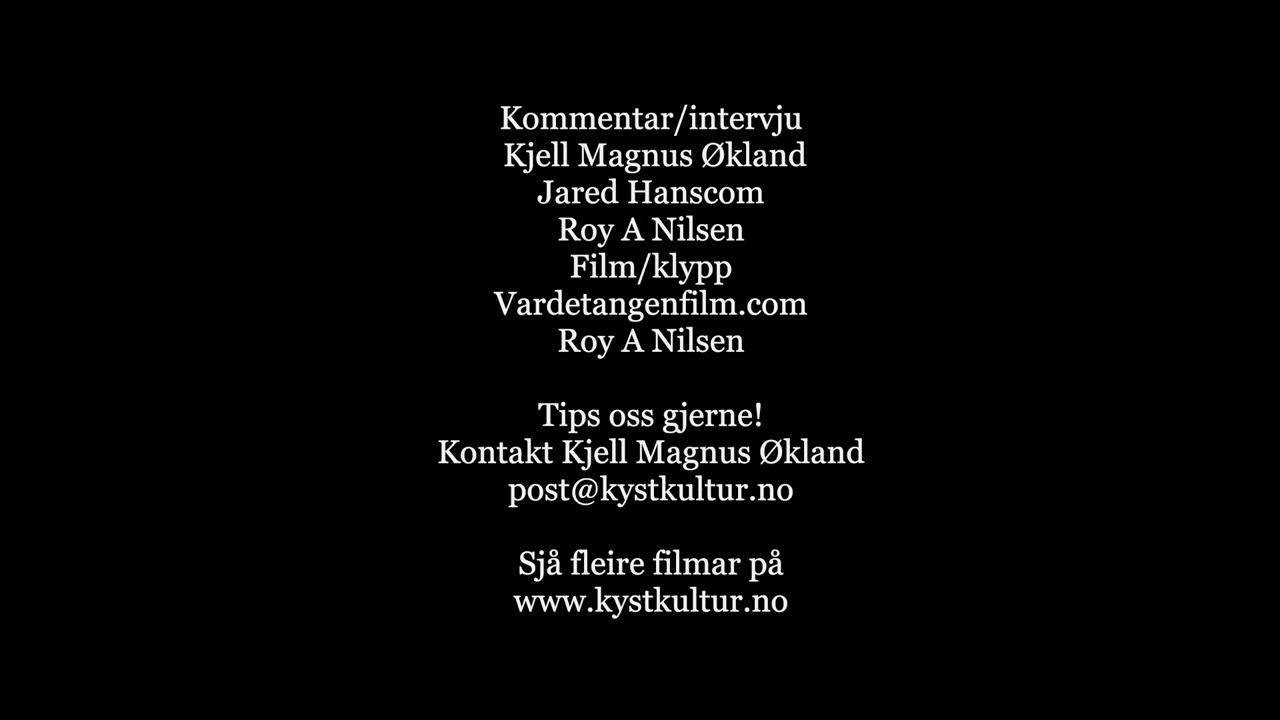 Kommentar/intervju
Kjell Magnus Økland
Jared Hanscom
Roy A Nilsen
Film/klypp
Vardetangenfilm.com
Roy A Nilsen
Tips oss gjerne!
Kontakt Kjell Magnus Økland
post@kystkultur.no
Sjå fleire filmar på
www.kystkultur.no